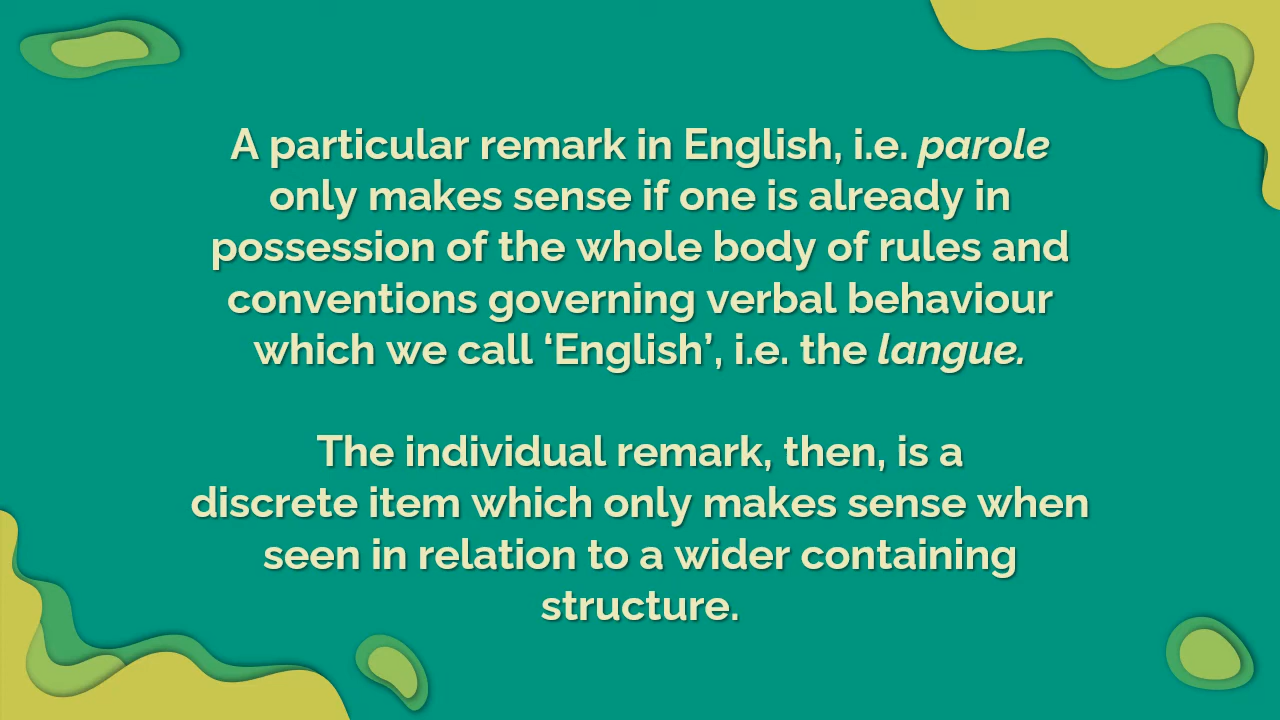 A particular remark in English, i.e. parole
only makes sense if one is already in
possession of the whole body of rules and
conventions governing verbal behaviour
which we call ‘English’, i.e. the langue.
The individual remark, then, is a
discrete item which only makes sense when
seen in relation to a wider containing
structure.